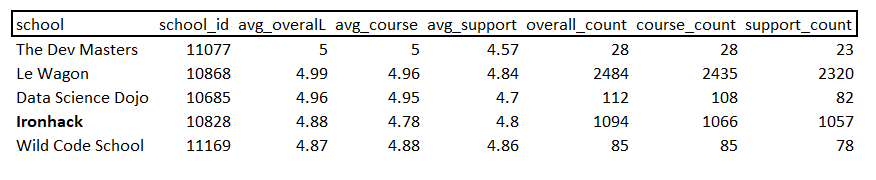 school school_id avg_overalL avg_course avg_support overall_count course_count support_count
The Dev Masters 11077 5 5 4.57 28 28 23
Le Wagon 10868 4.99 4.96 4.84 2484 2435 2320
Data Science Dojo 10685 4.96 4.95 4.7 112 108 82
Ironhack 10828 4.88 4.78 4.8 1094 1066 1057
Wild Code School 11169 4.87 4.88 4.86 85 85 78